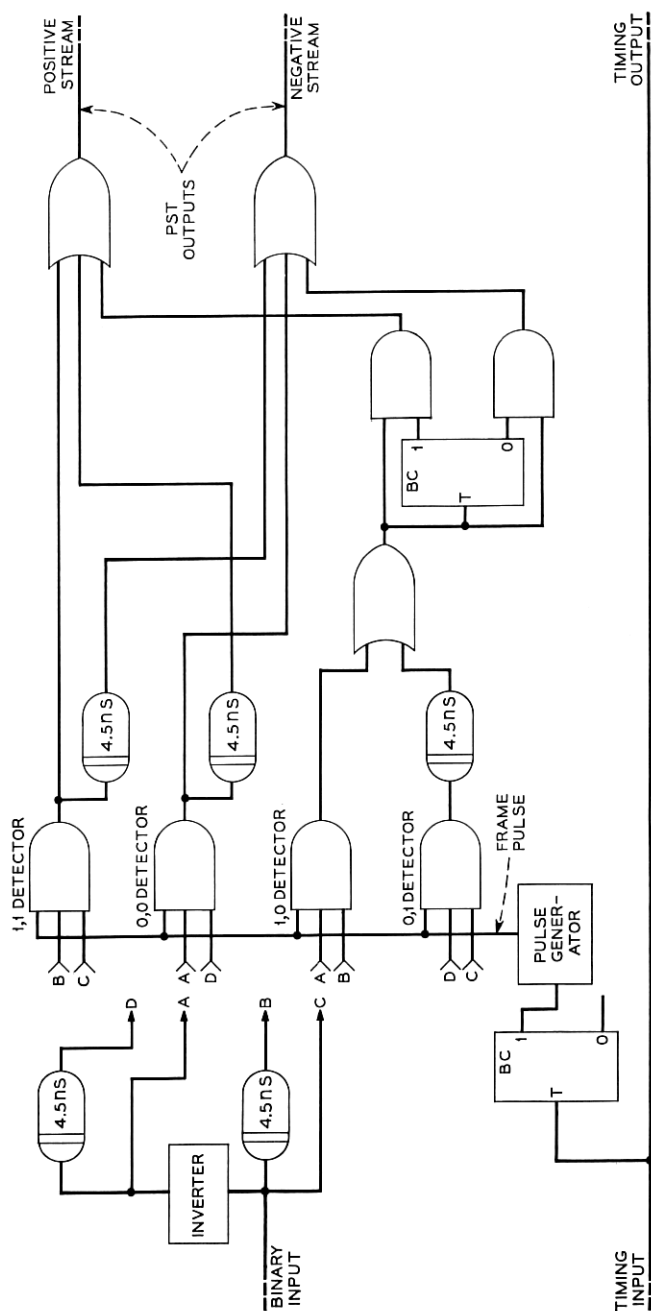 POSITIVE
STREAM
NEGATIVE
STREAM
PST
OUTPUTS
1,1 DETECTOR
B
C
4.5nS
0,0 DETECTOR
A
D
4.5nS
1,0 DETECTOR
A
B
0,1 DETECTOR
D
C
4.5nS
FRAME
PULSE
PULSE
GENER-
ATOR
BC
1
T
0
4.5nS
D
A
INVERTER
4.5nS
B
C
BINARY
INPUT
BC
1
T
0
TIMING
INPUT
TIMING
OUTPUT